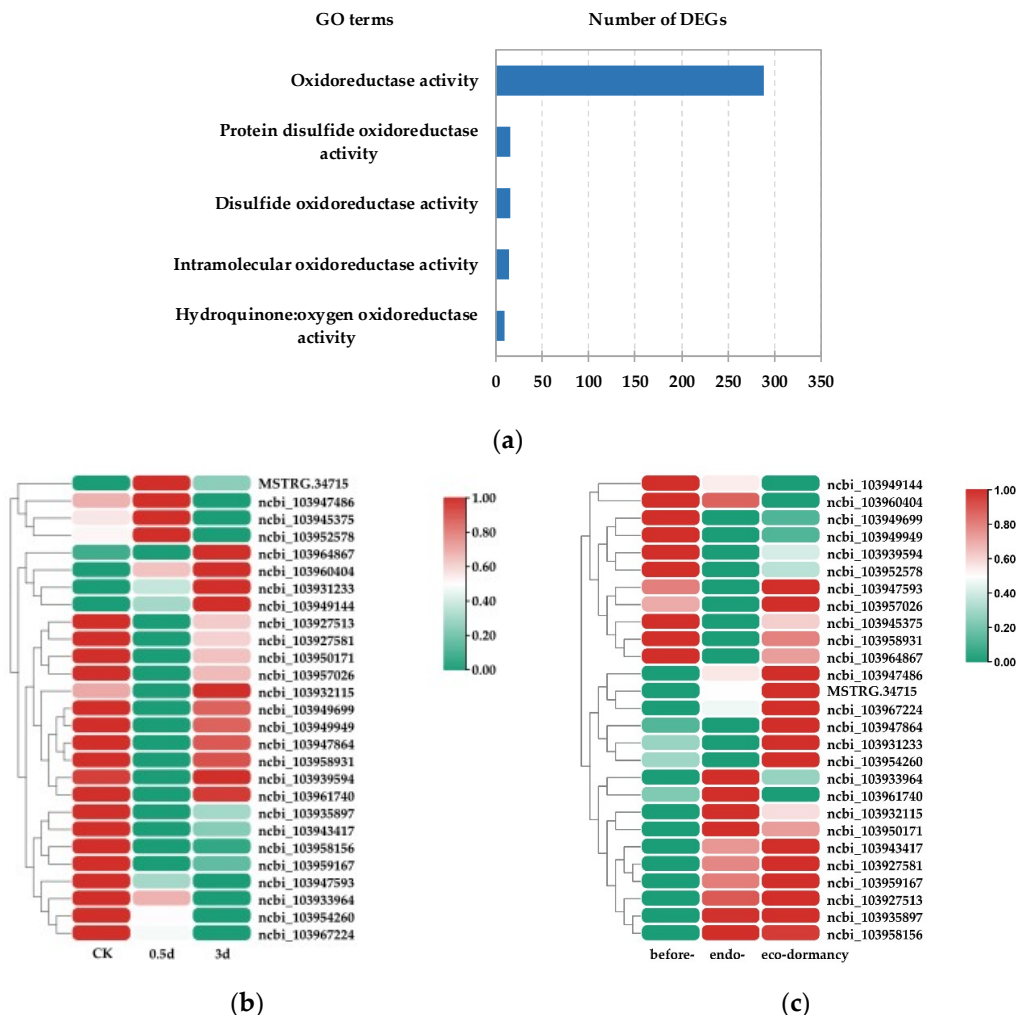 GO terms Number of DEGs
Oxidoreductase activity
Protein disulfide oxidoreductase
activity
Disulfide oxidoreductase activity
Intramolecular oxidoreductase activity
Hydroquinone:oxygen oxidoreductase
activity
0 50 100 150 200 250 300 350
(a)
MSTRG.34715
ncbi_103947486
ncbi_103945375
ncbi_103952578
ncbi_103964867
ncbi_103960404
ncbi_103931233
ncbi_103949144
ncbi_103927513
ncbi_103927581
ncbi_103950171
ncbi_103957026
ncbi_103932115
ncbi_103949699
ncbi_103949949
ncbi_103947864
ncbi_103958931
ncbi_103939594
ncbi_103961740
ncbi_103935897
ncbi_103943417
ncbi_103958156
ncbi_103959167
ncbi_103947593
ncbi_103933964
ncbi_103954260
ncbi_103967224
CK 0.5d 3d
1.00
0.80
0.60
0.40
0.20
0.00
(b)
ncbi_103949144
ncbi_103960404
ncbi_103949699
ncbi_103949949
ncbi_103939594
ncbi_103952578
ncbi_103947593
ncbi_103957026
ncbi_103945375
ncbi_103958931
ncbi_103964867
ncbi_103947486
MSTRG.34715
ncbi_103967224
ncbi_103947864
ncbi_103931233
ncbi_103954260
ncbi_103933964
ncbi_103961740
ncbi_103932115
ncbi_103950171
ncbi_103943417
ncbi_103927581
ncbi_103959167
ncbi_103927513
ncbi_103935897
ncbi_103958156
before- endo- eco-dormancy
1.00
0.80
0.60
0.40
0.20
0.00
(c)